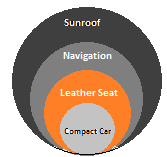 Sunroof
Navigation
Leather Seat
Compact Car